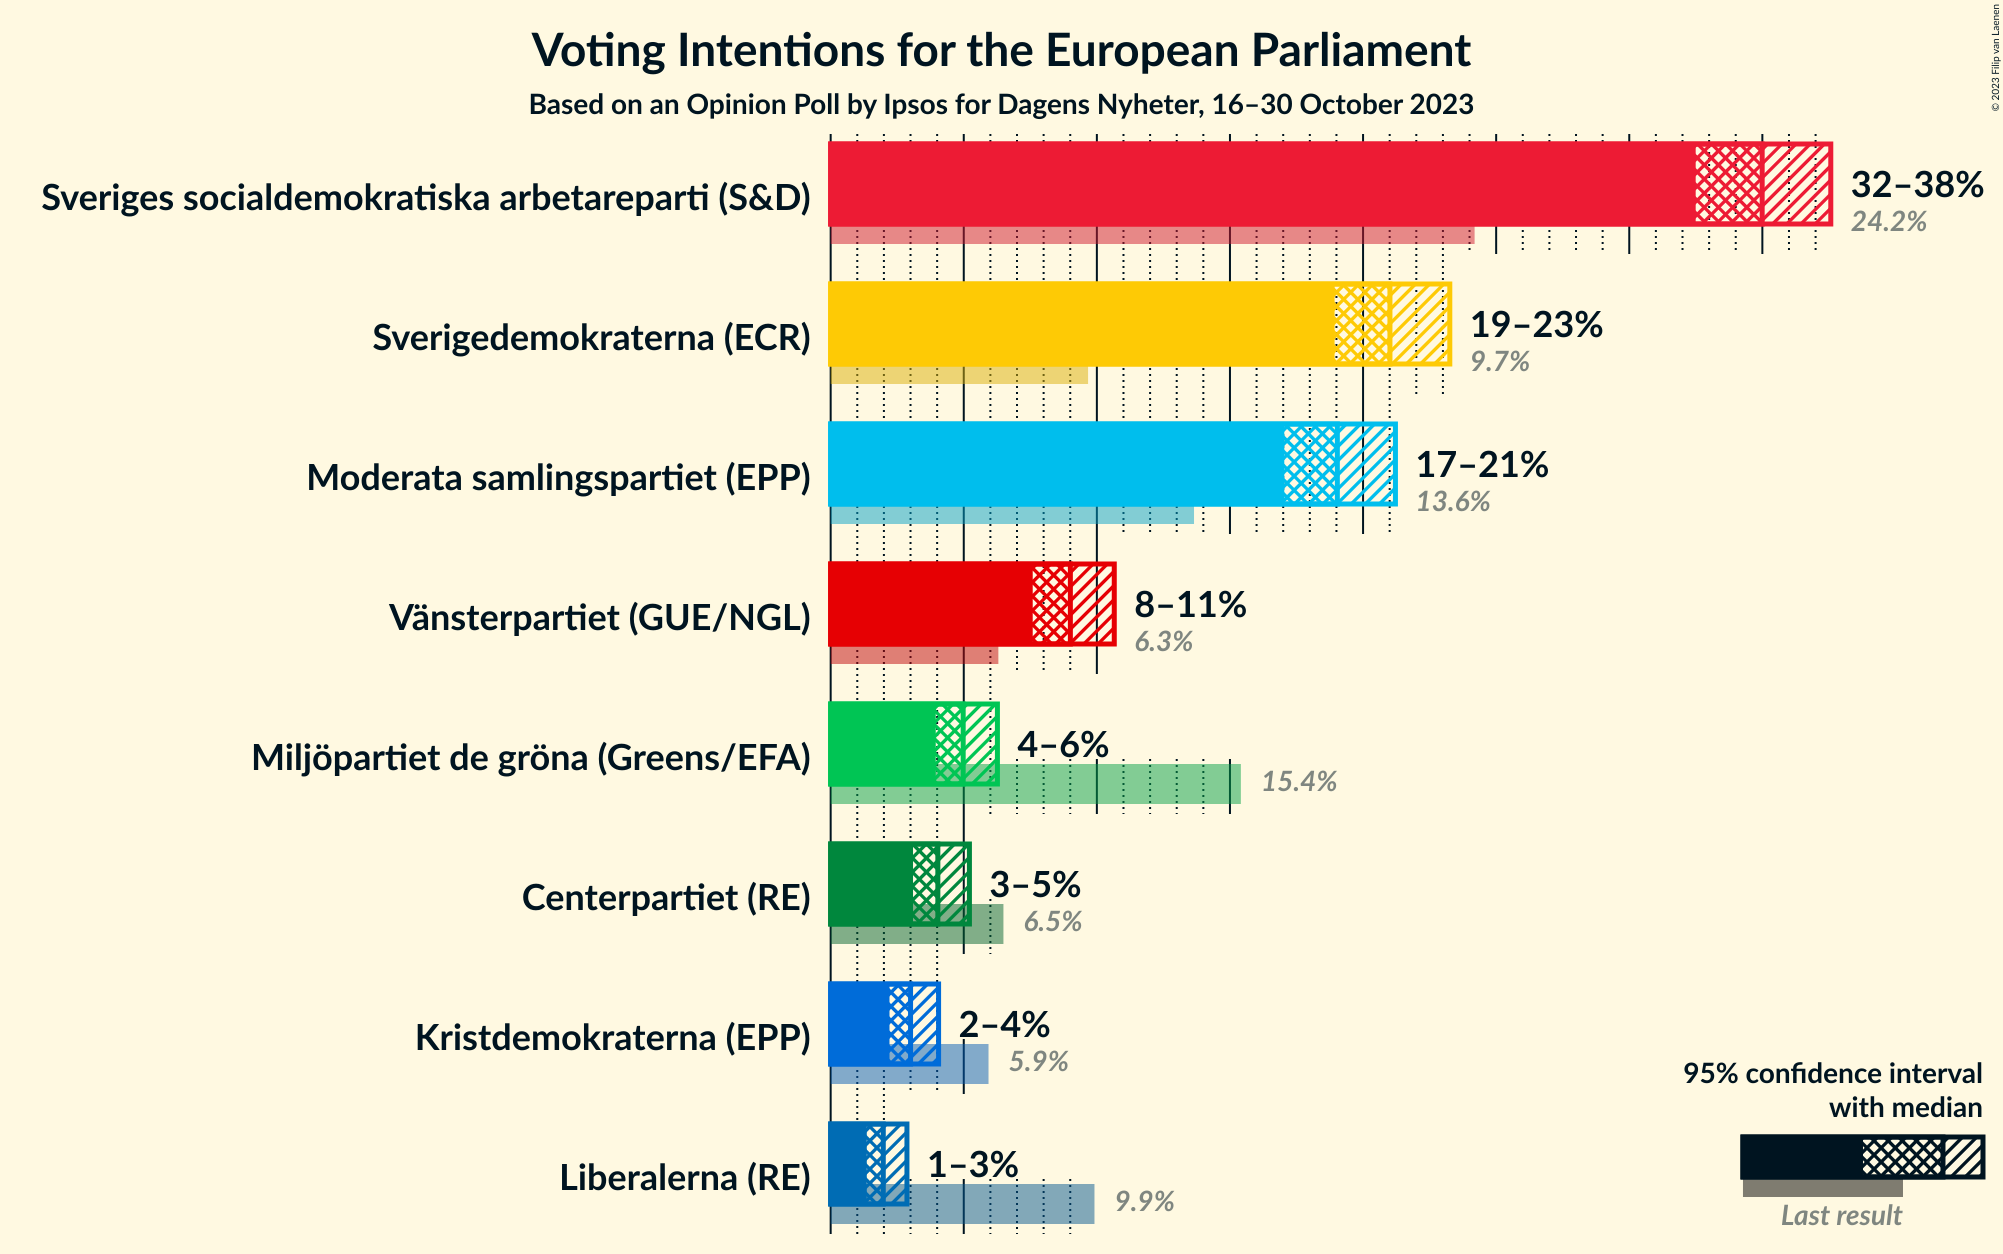 Voting Intentions for the European Parliament
Based on an Opinion Poll by Ipsos for Dagens Nyheter, 16–30 October 2023
© 2023 Filip van Laenen
Sveriges socialdemokratiska arbetareparti (S&D)
32–38%
24.2%
Sverigedemokraterna (ECR)
19–23%
9.7%
Moderata samlingspartiet (EPP)
17–21%
13.6%
Vänsterpartiet (GUE/NGL)
8–11%
6.3%
Miljöpartiet de gröna (Greens/EFA)
4–6%
15.4%
Centerpartiet (RE)
3–5%
6.5%
Kristdemokraterna (EPP)
2–4%
5.9%
Liberalerna (RE)
1–3%
9.9%
95% confidence interval
with median
Last result